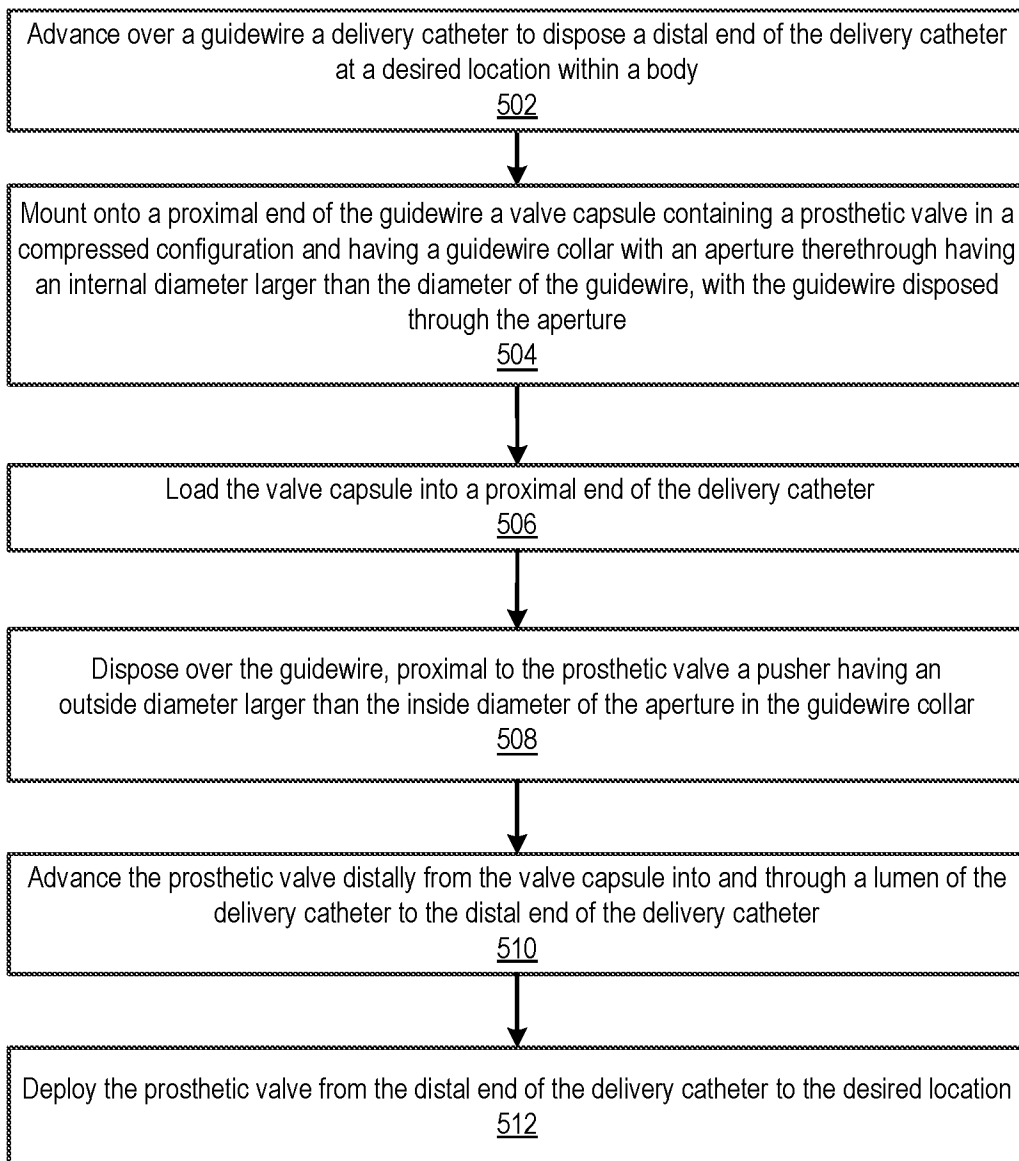 Advance over a guidewire a delivery catheter to dispose a distal end of the delivery catheter
at a desired location within a body
502
Mount onto a proximal end of the guidewire a valve capsule containing a prosthetic valve in a
compressed configuration and having a guidewire collar with an aperture therethrough having
an internal diameter larger than the diameter of the guidewire, with the guidewire disposed
through the aperture
504
Load the valve capsule into a proximal end of the delivery catheter
506
Dispose over the guidewire, proximal to the prosthetic valve a pusher having an
outside diameter larger than the inside diameter of the aperture in the guidewire collar
508
Advance the prosthetic valve distally from the valve capsule into and through a lumen of the
delivery catheter to the distal end of the delivery catheter
510
Deploy the prosthetic valve from the distal end of the delivery catheter to the desired location
512